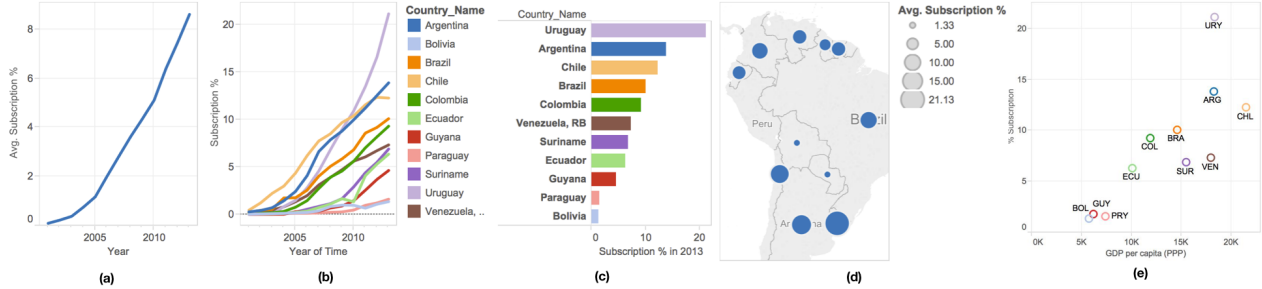 8
6
4
2
0
Avg. Subscription %
2005
2010
Year
(a)
20
15
10
5
0
Subscription %
2005
2010
Year of Time
(b)
Country_Name
Argentina
Bolivia
Brazil
Chile
Colombia
Ecuador
Guyana
Paraguay
Suriname
Uruguay
Venezuela, ..
Country_Name
Uruguay
Argentina
Chile
Brazil
Colombia
Venezuela, RB
Suriname
Ecuador
Guyana
Paraguay
Bolivia
0 10 20
Subscription % in 2013
(c)
Peru
(d)
Avg. Subscription %
1.33
5.00
10.00
15.00
21.13
20
15
10
5
0
% Subscription
URY
ARG
CHL
BRA
COL
VEN
SUR
ECU
GUY
BOL
PRY
0K 5K 10K 15K 20K
GDP per capita (PPP)
(e)